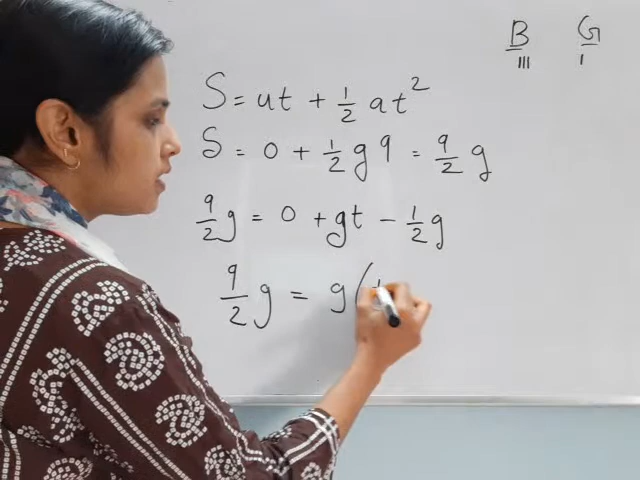 B G
III I
S = ut + 1/2 at²
S = 0 + 1/2 g 9 = 9/2 g
9/2 g = 0 + gt - 1/2 g
9/2 g = g(